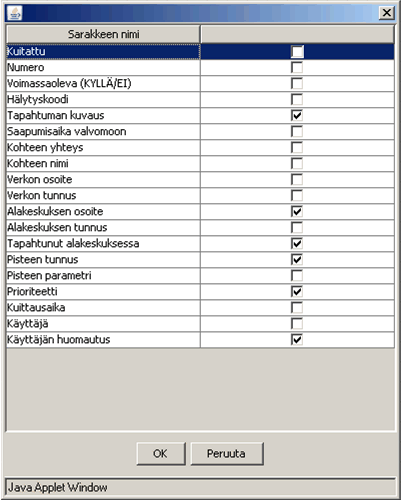 Sarakkeen nimi
Kuitattu
Numero
Voimassaoleva (KYLLÄ/EI)
Hälytyskoodi
Tapahtuman kuvaus
Saapumisaika valvomoon
Kohteen yhteys
Kohteen nimi
Verkon osoite
Verkon tunnus
Alakeskuksen osoite
Alakeskuksen tunnus
Tapahtunut alakeskuksessa
Pisteen tunnus
Pisteen parametri
Prioriteetti
Kuittausaika
Käyttäjä
Käyttäjän huomautus
OK Peruuta
Java Applet Window